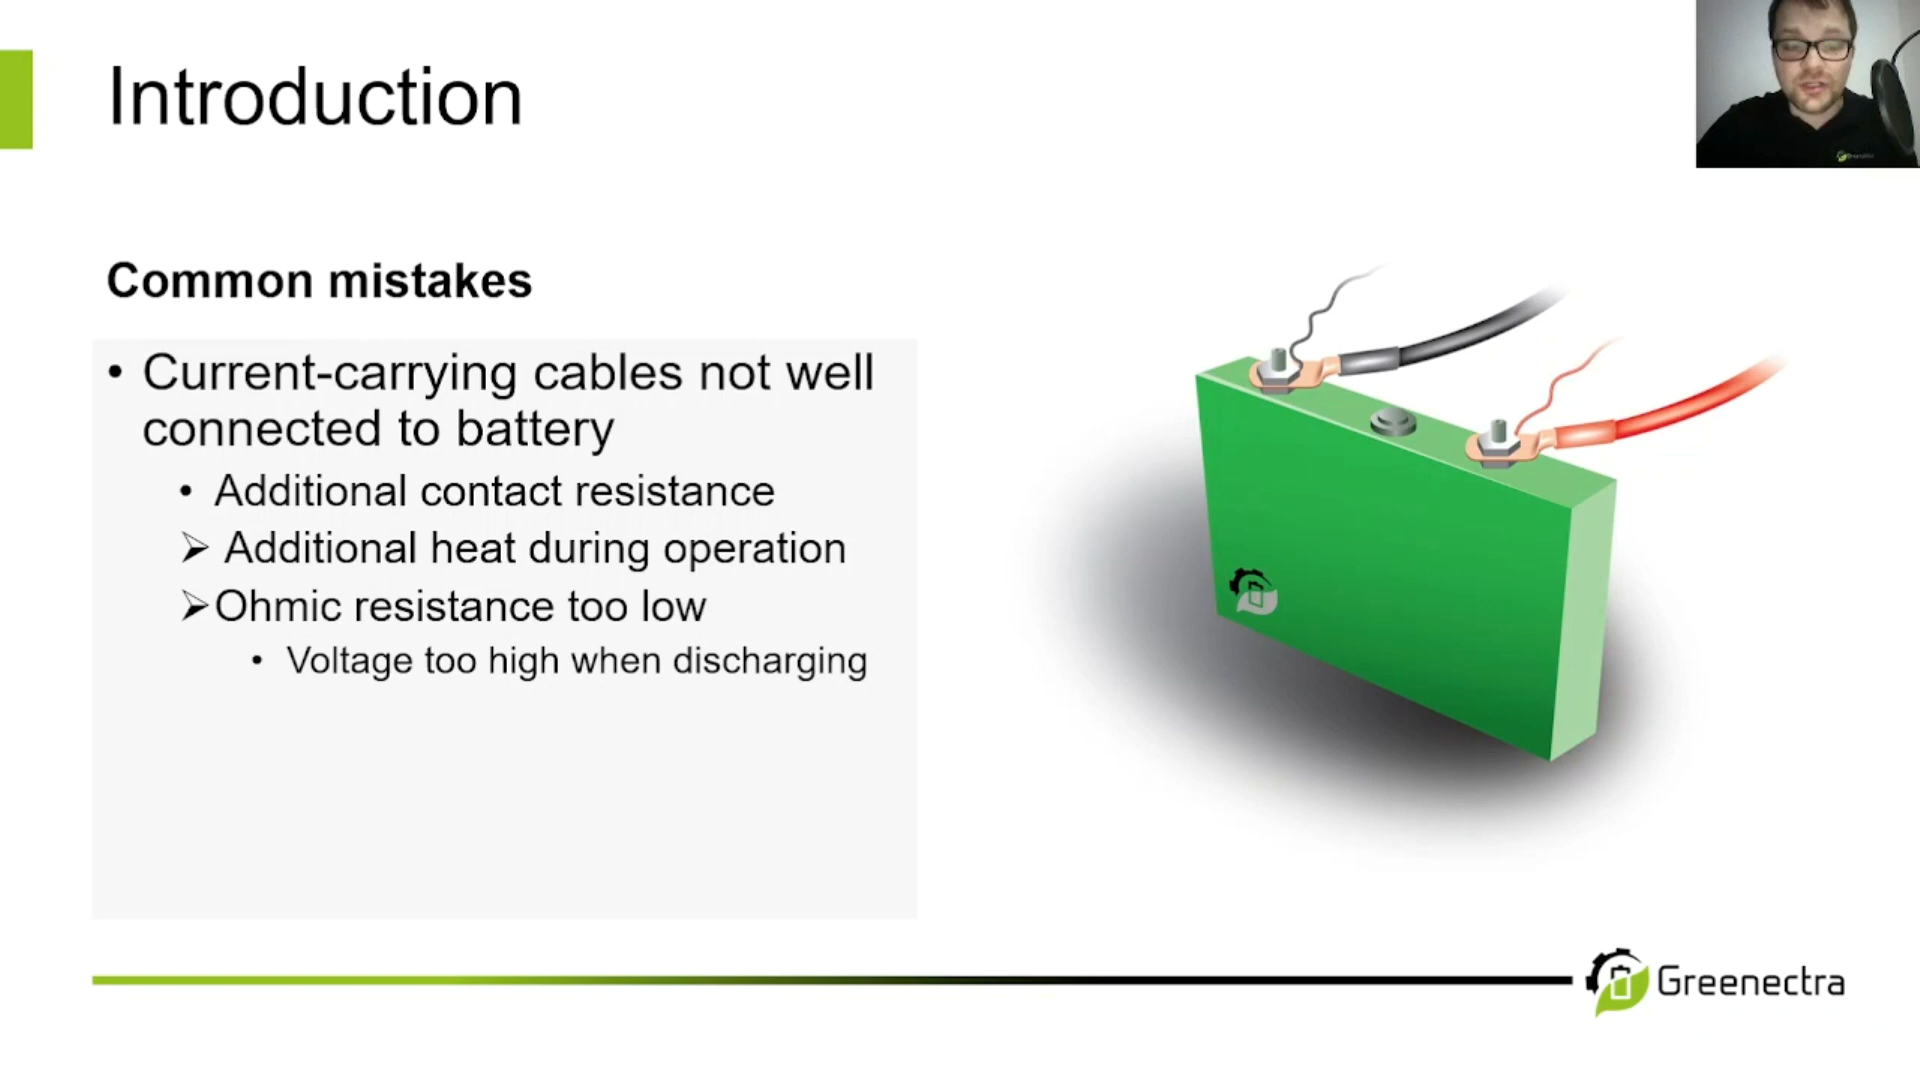 Introduction
Common mistakes
• Current-carrying cables not well
connected to battery
• Additional contact resistance
➢ Additional heat during operation
➢Ohmic resistance too low
• Voltage too high when discharging
Greenectra